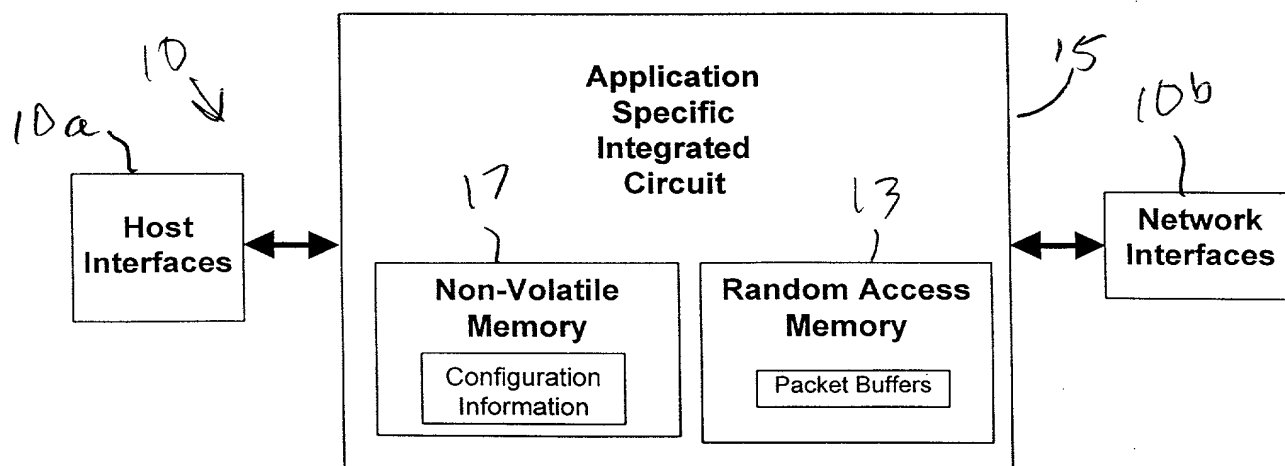 10
10a
15
10b
Application
Specific
Integrated
Circuit
Host
Interfaces
Network
Interfaces
17
13
Non-Volatile
Memory
Configuration
Information
Random Access
Memory
Packet Buffers